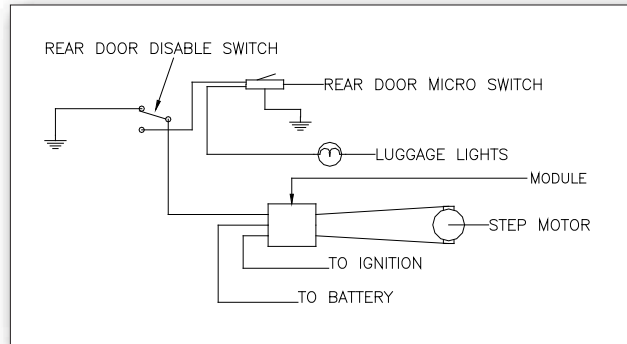 REAR DOOR DISABLE SWITCH
REAR DOOR MICRO SWITCH
LUGGAGE LIGHTS
MODULE
STEP MOTOR
TO IGNITION
TO BATTERY